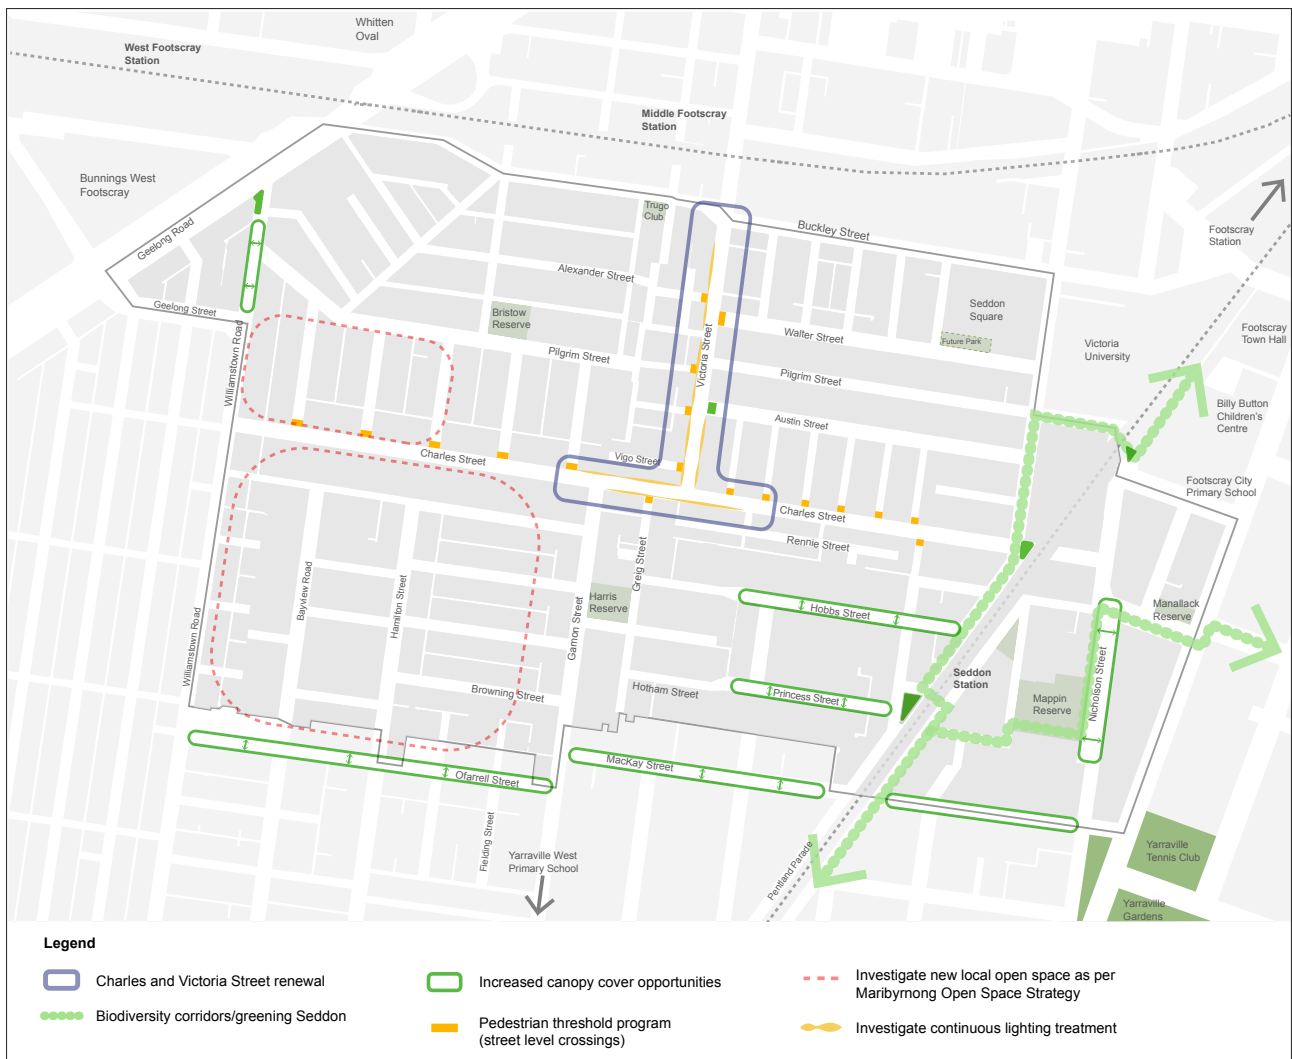 Whitten
Oval
West Footscray
Station
Middle Footscray
Station
Bunnings West
Footscray
Geelong Road
Trugo
Club
Buckley Street
Footscray
Station
Alexander Street
Geelong Street
Bristow
Reserve
Seddon
Square
Walter Street
Future Park
Victoria
University
Footscray
Town Hall
Williamstown Road
Victoria Street
Pilgrim Street
Pilgrim Street
Billy Button
Children's
Centre
Austin Street
Charles Street
Vigo Street
Footscray City
Primary School
Charles Street
Rennie Street
Bayview Road
Hamilton Street
Greig Street
Harris
Reserve
Gamon Street
Hobbs Street
Manallack
Reserve
Williamstown Road
Seddon
Station
Nicholson Street
Browning Street
Hotham Street
Princess Street
Mappin
Reserve
Ofarrell Street
MacKay Street
Fielding Street
Yarraville West
Primary School
Pentland Parade
Yarraville
Tennis Club
Yarraville
Gardens
Legend
Charles and Victoria Street renewal
Biodiversity corridors/greening Seddon
Increased canopy cover opportunities
Pedestrian threshold program
(street level crossings)
Investigate new local open space as per
Maribyrnong Open Space Strategy
Investigate continuous lighting treatment